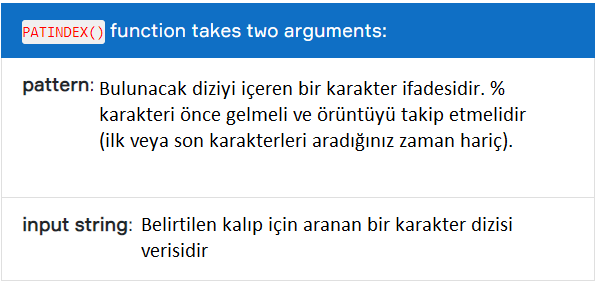 PATINDEX() function takes two arguments:
pattern: Bulunacak diziyi içeren bir karakter ifadesidir. %
karakteri önce gelmeli ve örüntüyü takip etmelidir
(ilk veya son karakterleri aradığınız zaman hariç).
input string: Belirtilen kalıp için aranan bir karakter dizisi
verisidir